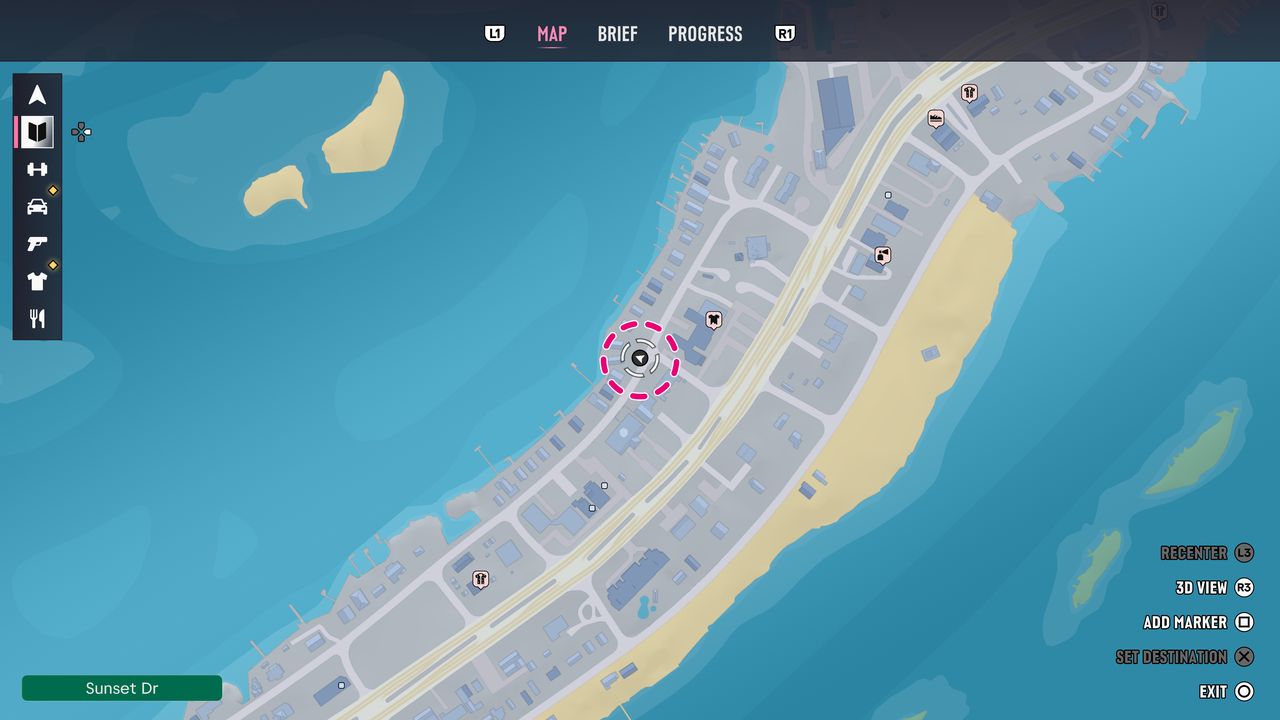 L1 MAP BRIEF PROGRESS R1
RECENTER L3
3D VIEW R3
ADD MARKER
SET DESTINATION
EXIT
Sunset Dr